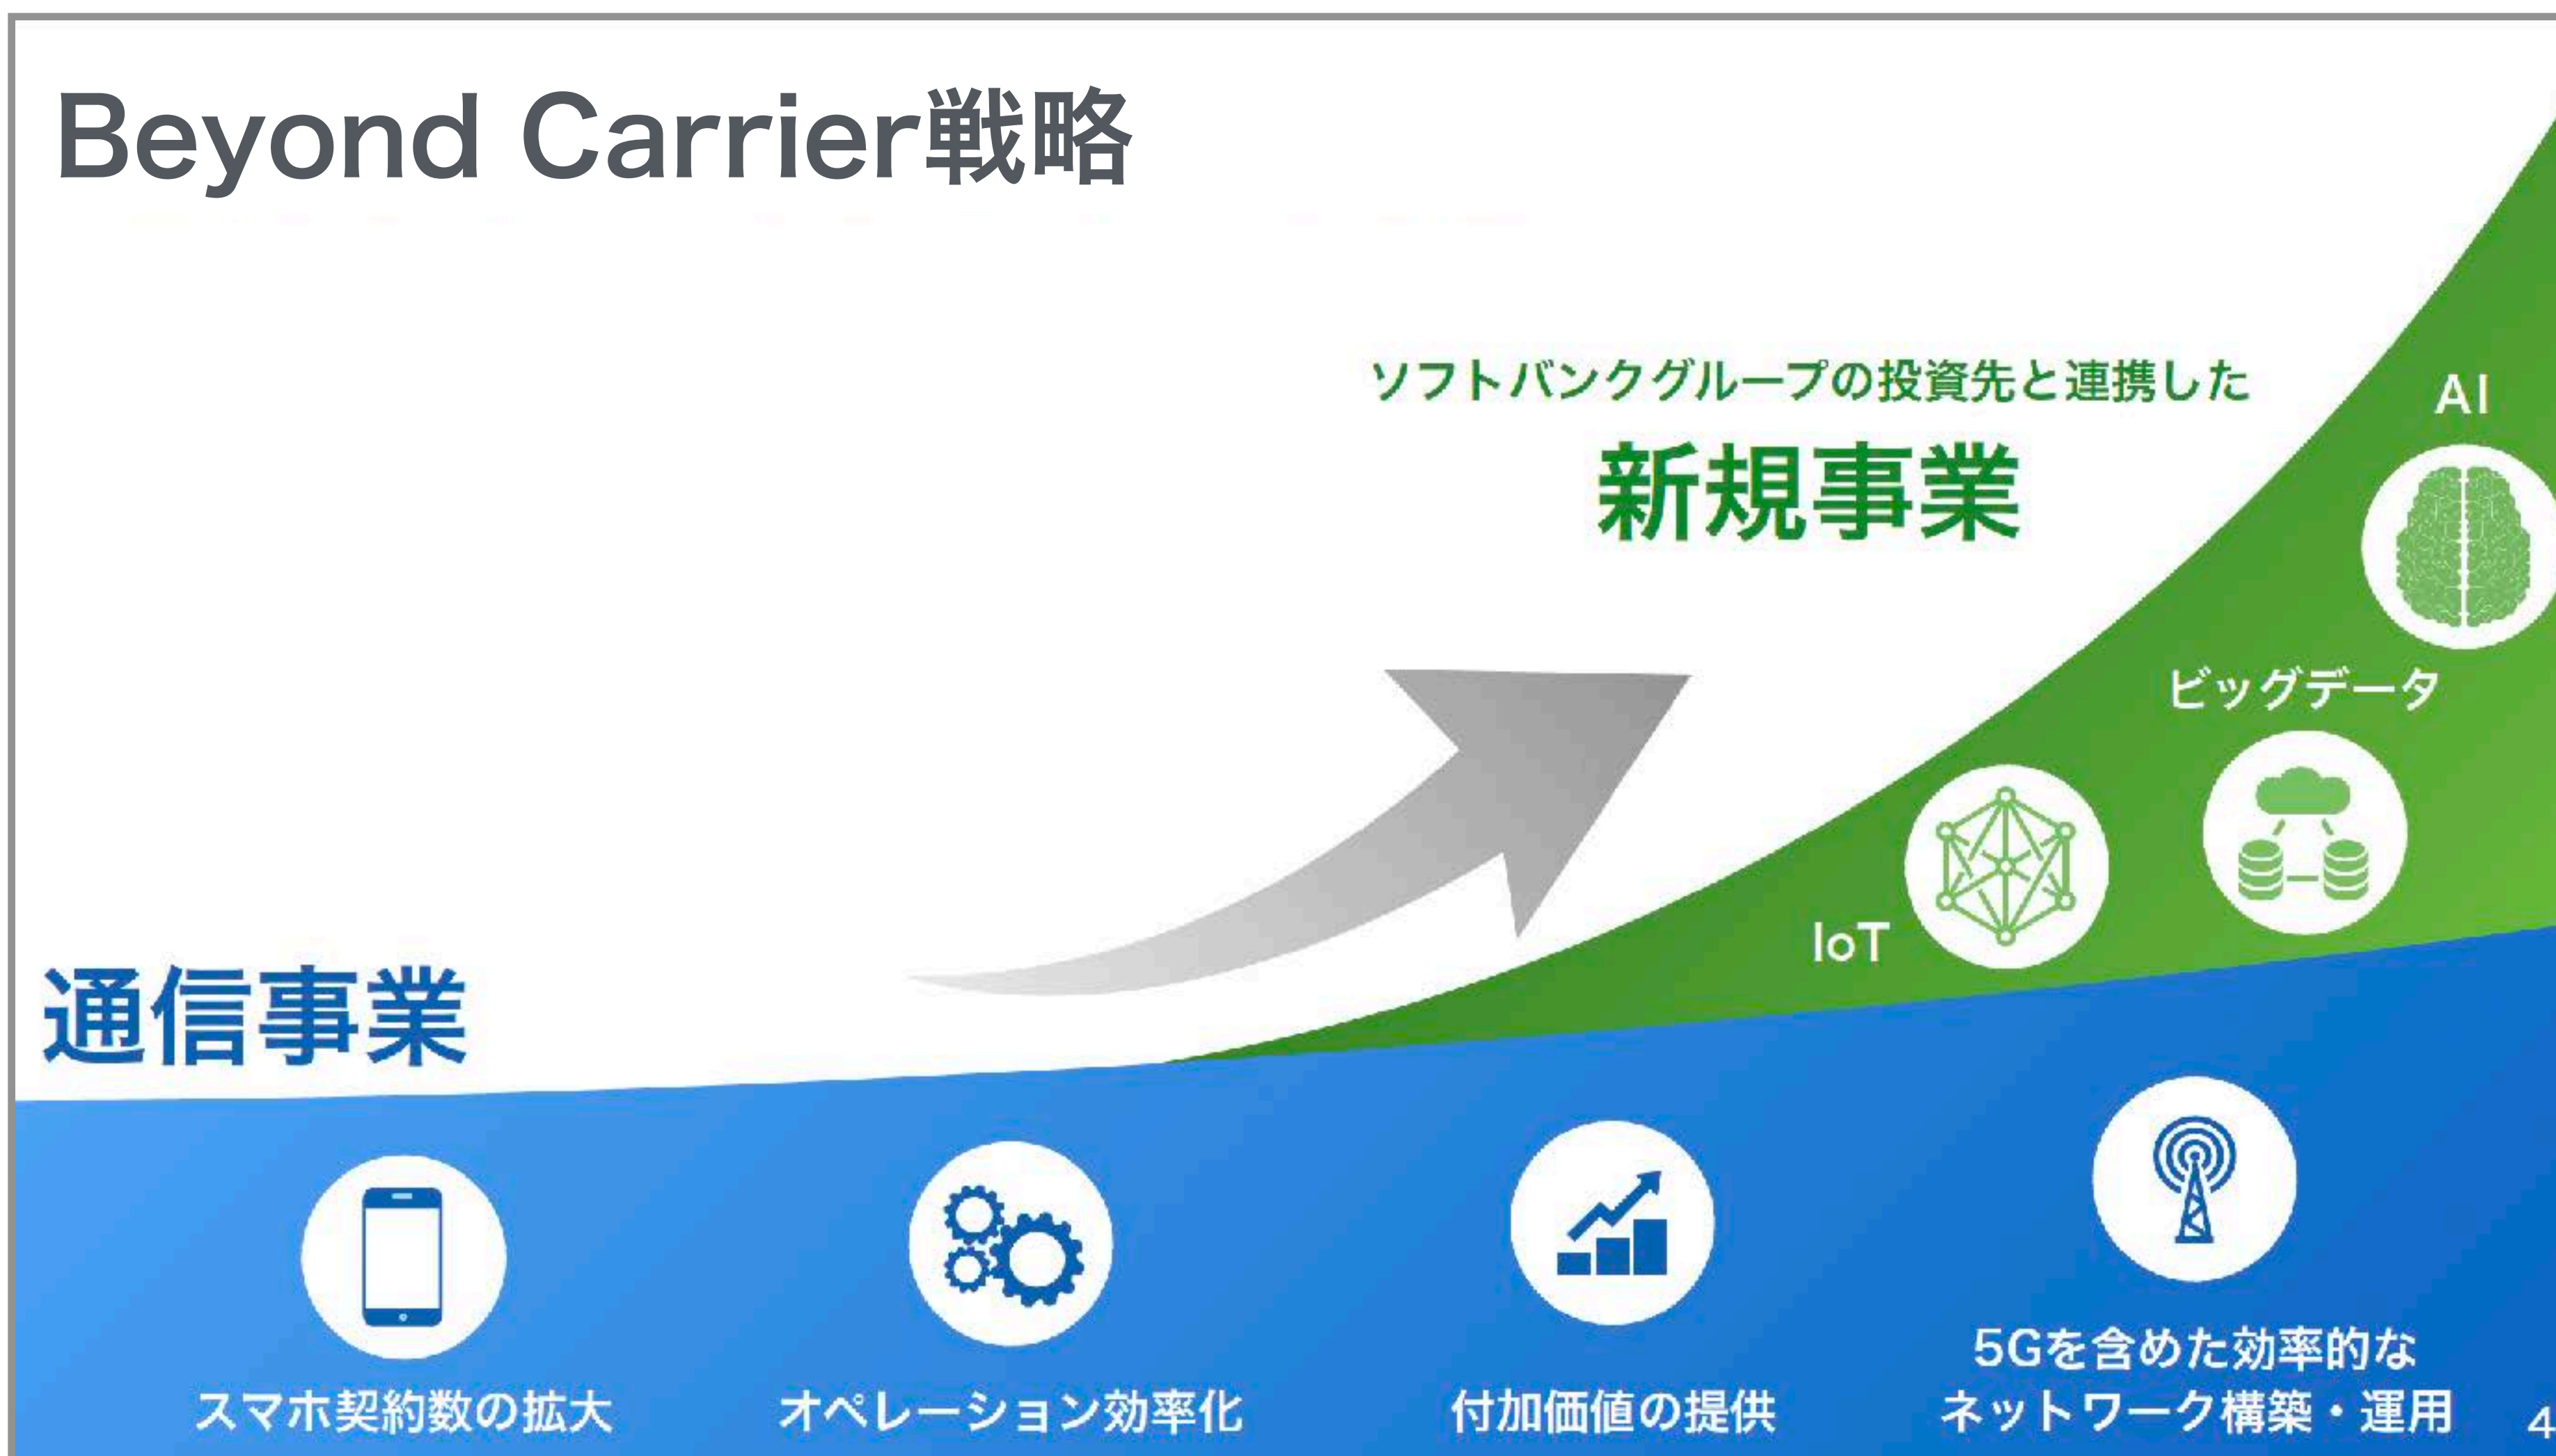 Beyond Carrier戦略
ソフトバンクグループの投資先と連携した
新規事業
AI
ビッグデータ
IoT
通信事業
スマホ契約数の拡大
オペレーション効率化
付加価値の提供
5Gを含めた効率的な
ネットワーク構築・運用
4